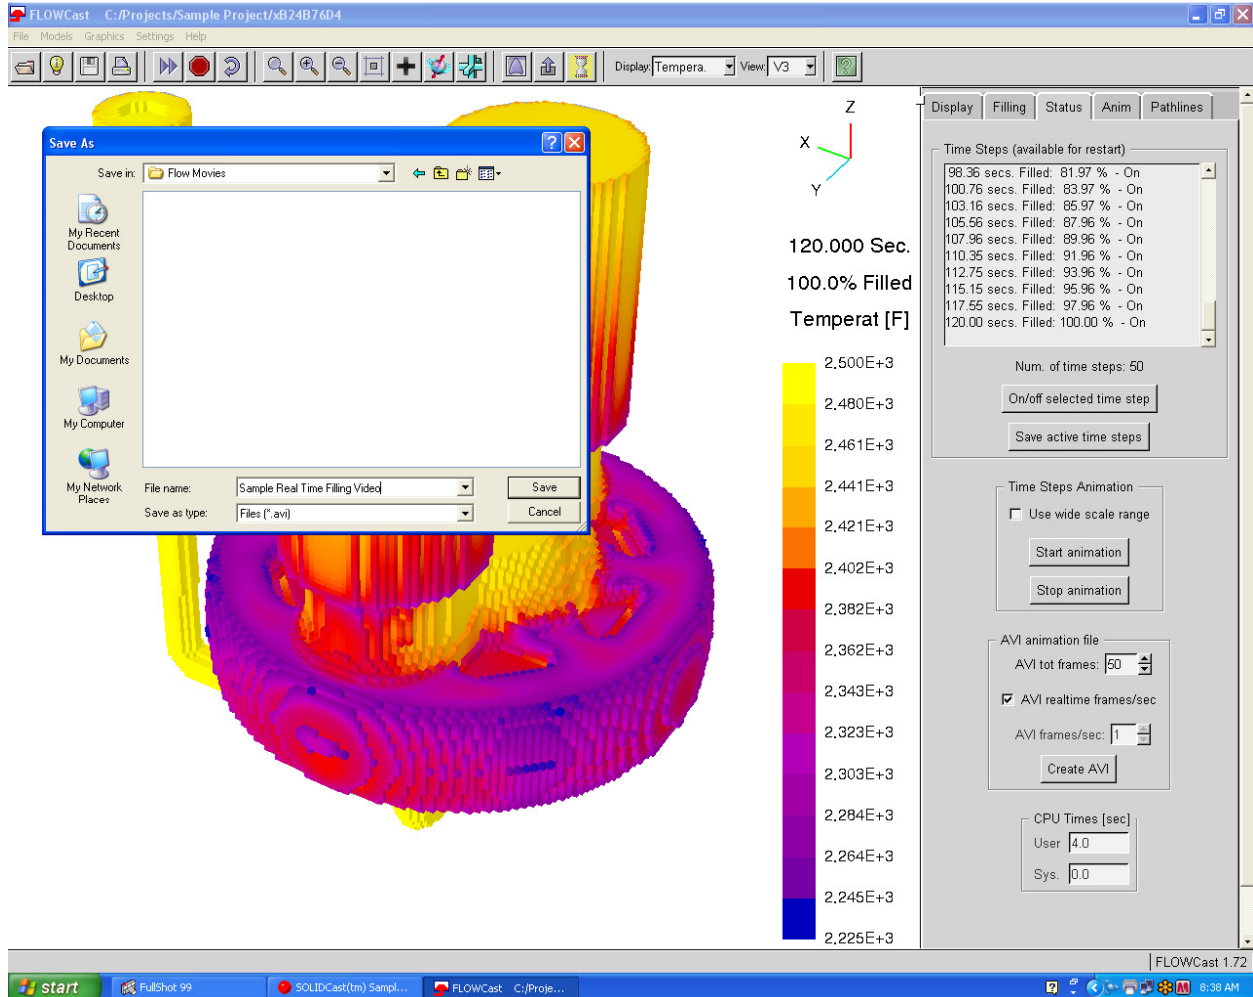 FLOWCast C:/Projects/Sample Project/xB24B76D4
File Models Graphics Settings Help
Display: Tempera. View: V3
Save As
Save in: Flow Movies
My Recent
Documents
Desktop
My Documents
My Computer
My Network
Places
File name: Sample Real Time Filling Video
Save as type: Files (*.avi)
Save
Cancel
Z
X
Y
120.000 Sec.
100.0% Filled
Temperat [F]
2.500E+3
2.480E+3
2.461E+3
2.441E+3
2.421E+3
2.402E+3
2.382E+3
2.362E+3
2.343E+3
2.323E+3
2.303E+3
2.284E+3
2.264E+3
2.245E+3
2.225E+3
Display Filling Status Anim Pathlines
Time Steps (available for restart)
98.36 secs. Filled: 81.97 % - On
100.76 secs. Filled: 83.97 % - On
103.16 secs. Filled: 85.97 % - On
105.56 secs. Filled: 87.96 % - On
107.96 secs. Filled: 89.96 % - On
110.35 secs. Filled: 91.96 % - On
112.75 secs. Filled: 93.96 % - On
115.15 secs. Filled: 95.96 % - On
117.55 secs. Filled: 97.96 % - On
120.00 secs. Filled: 100.00 % - On
Num. of time steps: 50
On/off selected time step
Save active time steps
Time Steps Animation
Use wide scale range
Start animation
Stop animation
AVI animation file
AVI tot frames: 50
AVI realtime frames/sec
AVI frames/sec: 1
Create AVI
CPU Times [sec]
User 4.0
Sys. 0.0
FLOWCast 1.72
start FullShot 99 SOLIDCast(tm) Sampl... FLOWCast C:/Proje... 8:38 AM